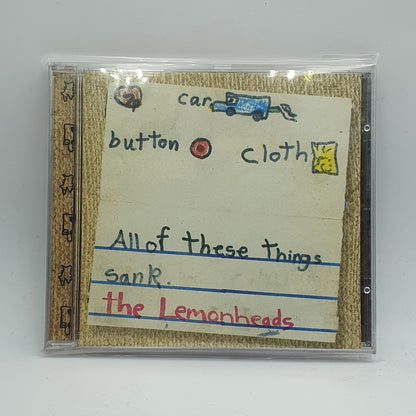 car
button
cloth
All of these things
sank.
the Lemonheads